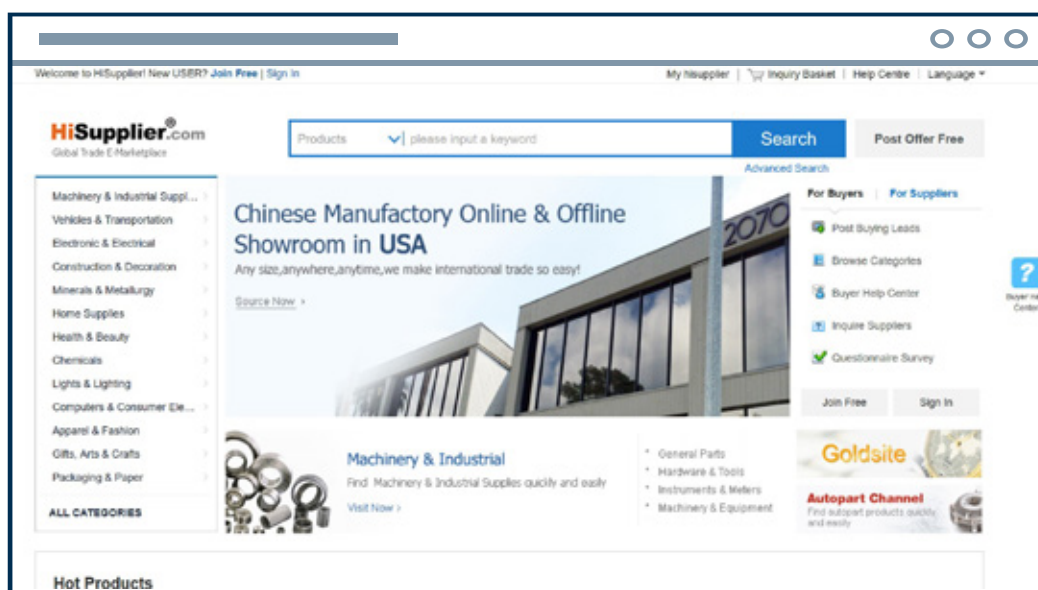 Welcome to HiSupplier! New USER? Join Free | Sign In
My hisupplier | Inquiry Basket | Help Centre | Language
HiSupplier®.com
Global Trade E-Marketplace
Products
please input a keyword
Search
Post Offer Free
Advanced Search
Machinery & Industrial Suppl...
Vehicles & Transportation
Electronic & Electrical
Construction & Decoration
Minerals & Metallurgy
Home Supplies
Health & Beauty
Chemicals
Lights & Lighting
Computers & Consumer Ele...
Apparel & Fashion
Gifts, Arts & Crafts
Packaging & Paper
ALL CATEGORIES
Chinese Manufactory Online & Offline
Showroom in USA
Any size,anywhere,anytime,we make international trade so easy!
Source Now ›
2070
For Buyers | For Suppliers
Post Buying Leads
Browse Categories
Buyer Help Center
Inquire Suppliers
Questionnaire Survey
Join Free
Sign In
?
Buyer
Machinery & Industrial
Find Machinery & Industrial Supplies quickly and easily
Visit Now ›
* General Parts
* Hardware & Tools
* Instruments & Meters
* Machinery & Equipment
Goldsite
Autopart Channel
Find autopart products quickly
and easily
Hot Products